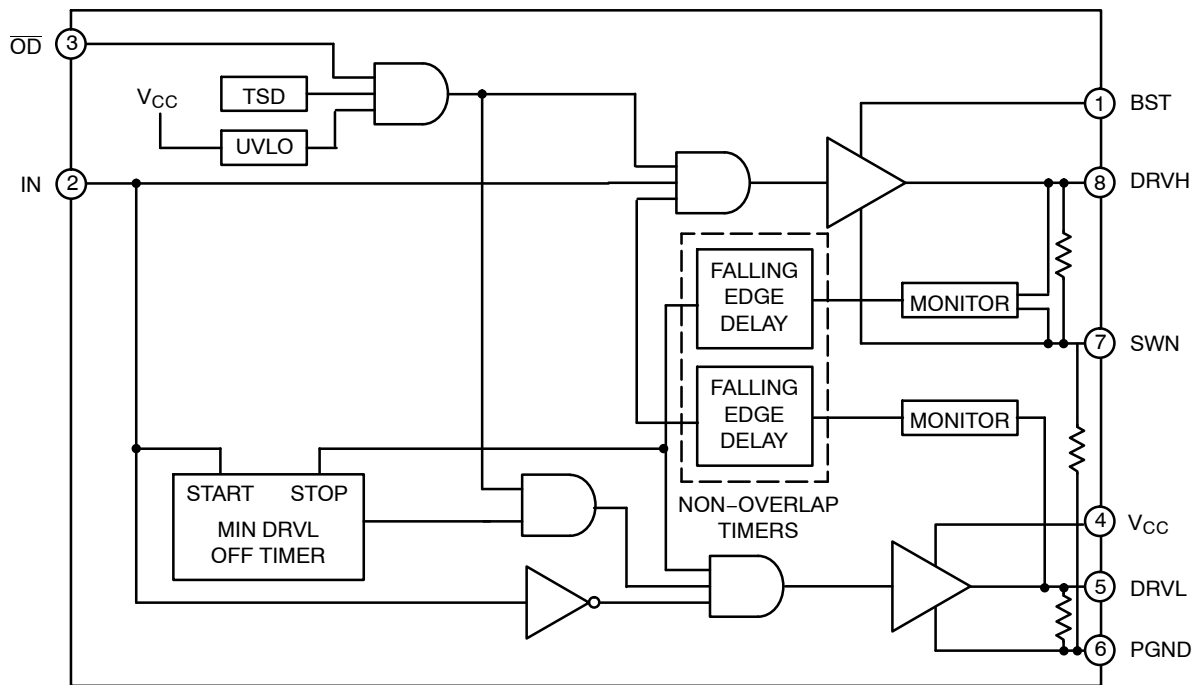 O̅D̅ 3
TSD
V_CC
1 BST
UVLO
IN 2
8 DRVH
FALLING
EDGE
DELAY
MONITOR
7 SWN
FALLING
EDGE
DELAY
MONITOR
START STOP
MIN DRVL
OFF TIMER
NON−OVERLAP
TIMERS
4 V_CC
5 DRVL
6 PGND